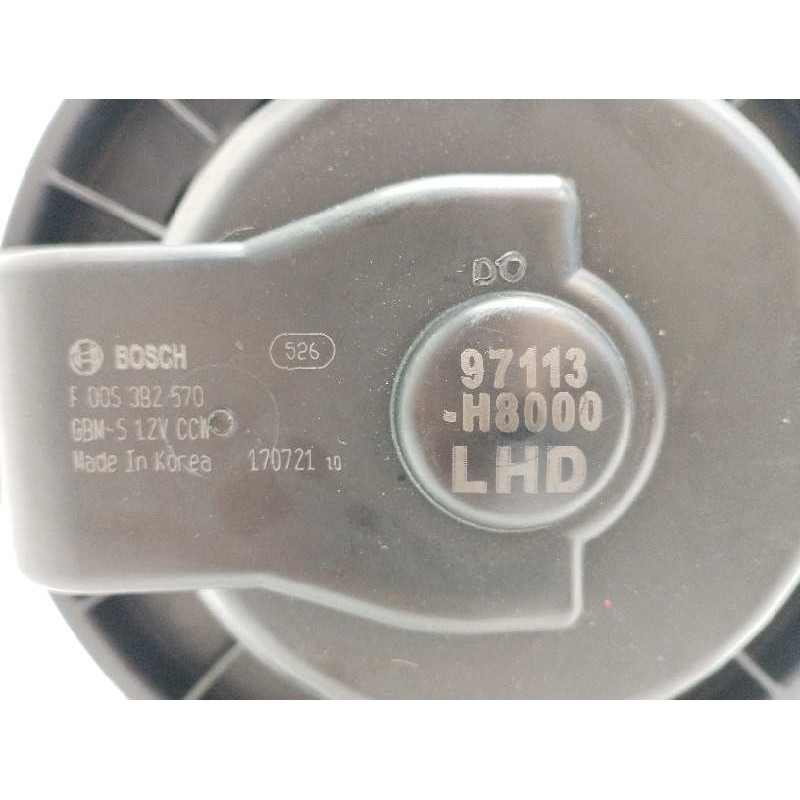 DO
BOSCH 526
F 005 3B2 570
GBM-S 12V CCW
Made In Korea 170721 10
97113
-H8000
LHD